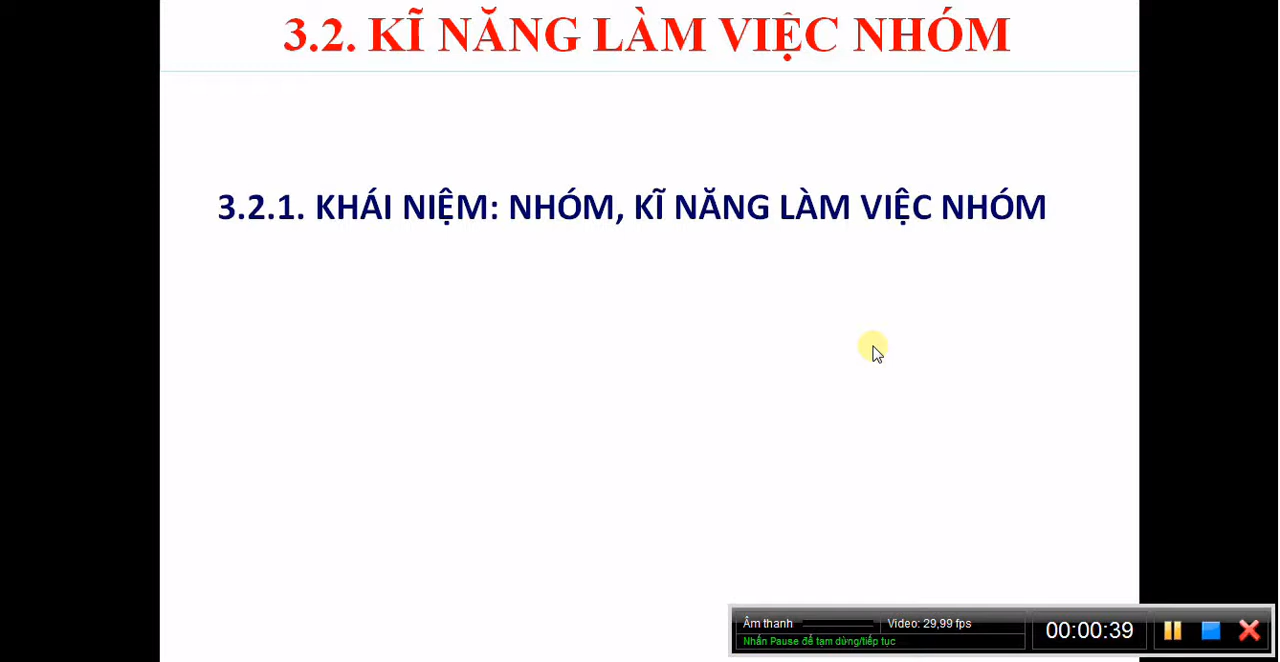 3.2. KĨ NĂNG LÀM VIỆC NHÓM
3.2.1. KHÁI NIỆM: NHÓM, KĨ NĂNG LÀM VIỆC NHÓM
Âm thanh
Video: 29,99 fps
Nhấn Pause để tạm dừng/tiếp tục
00:00:39